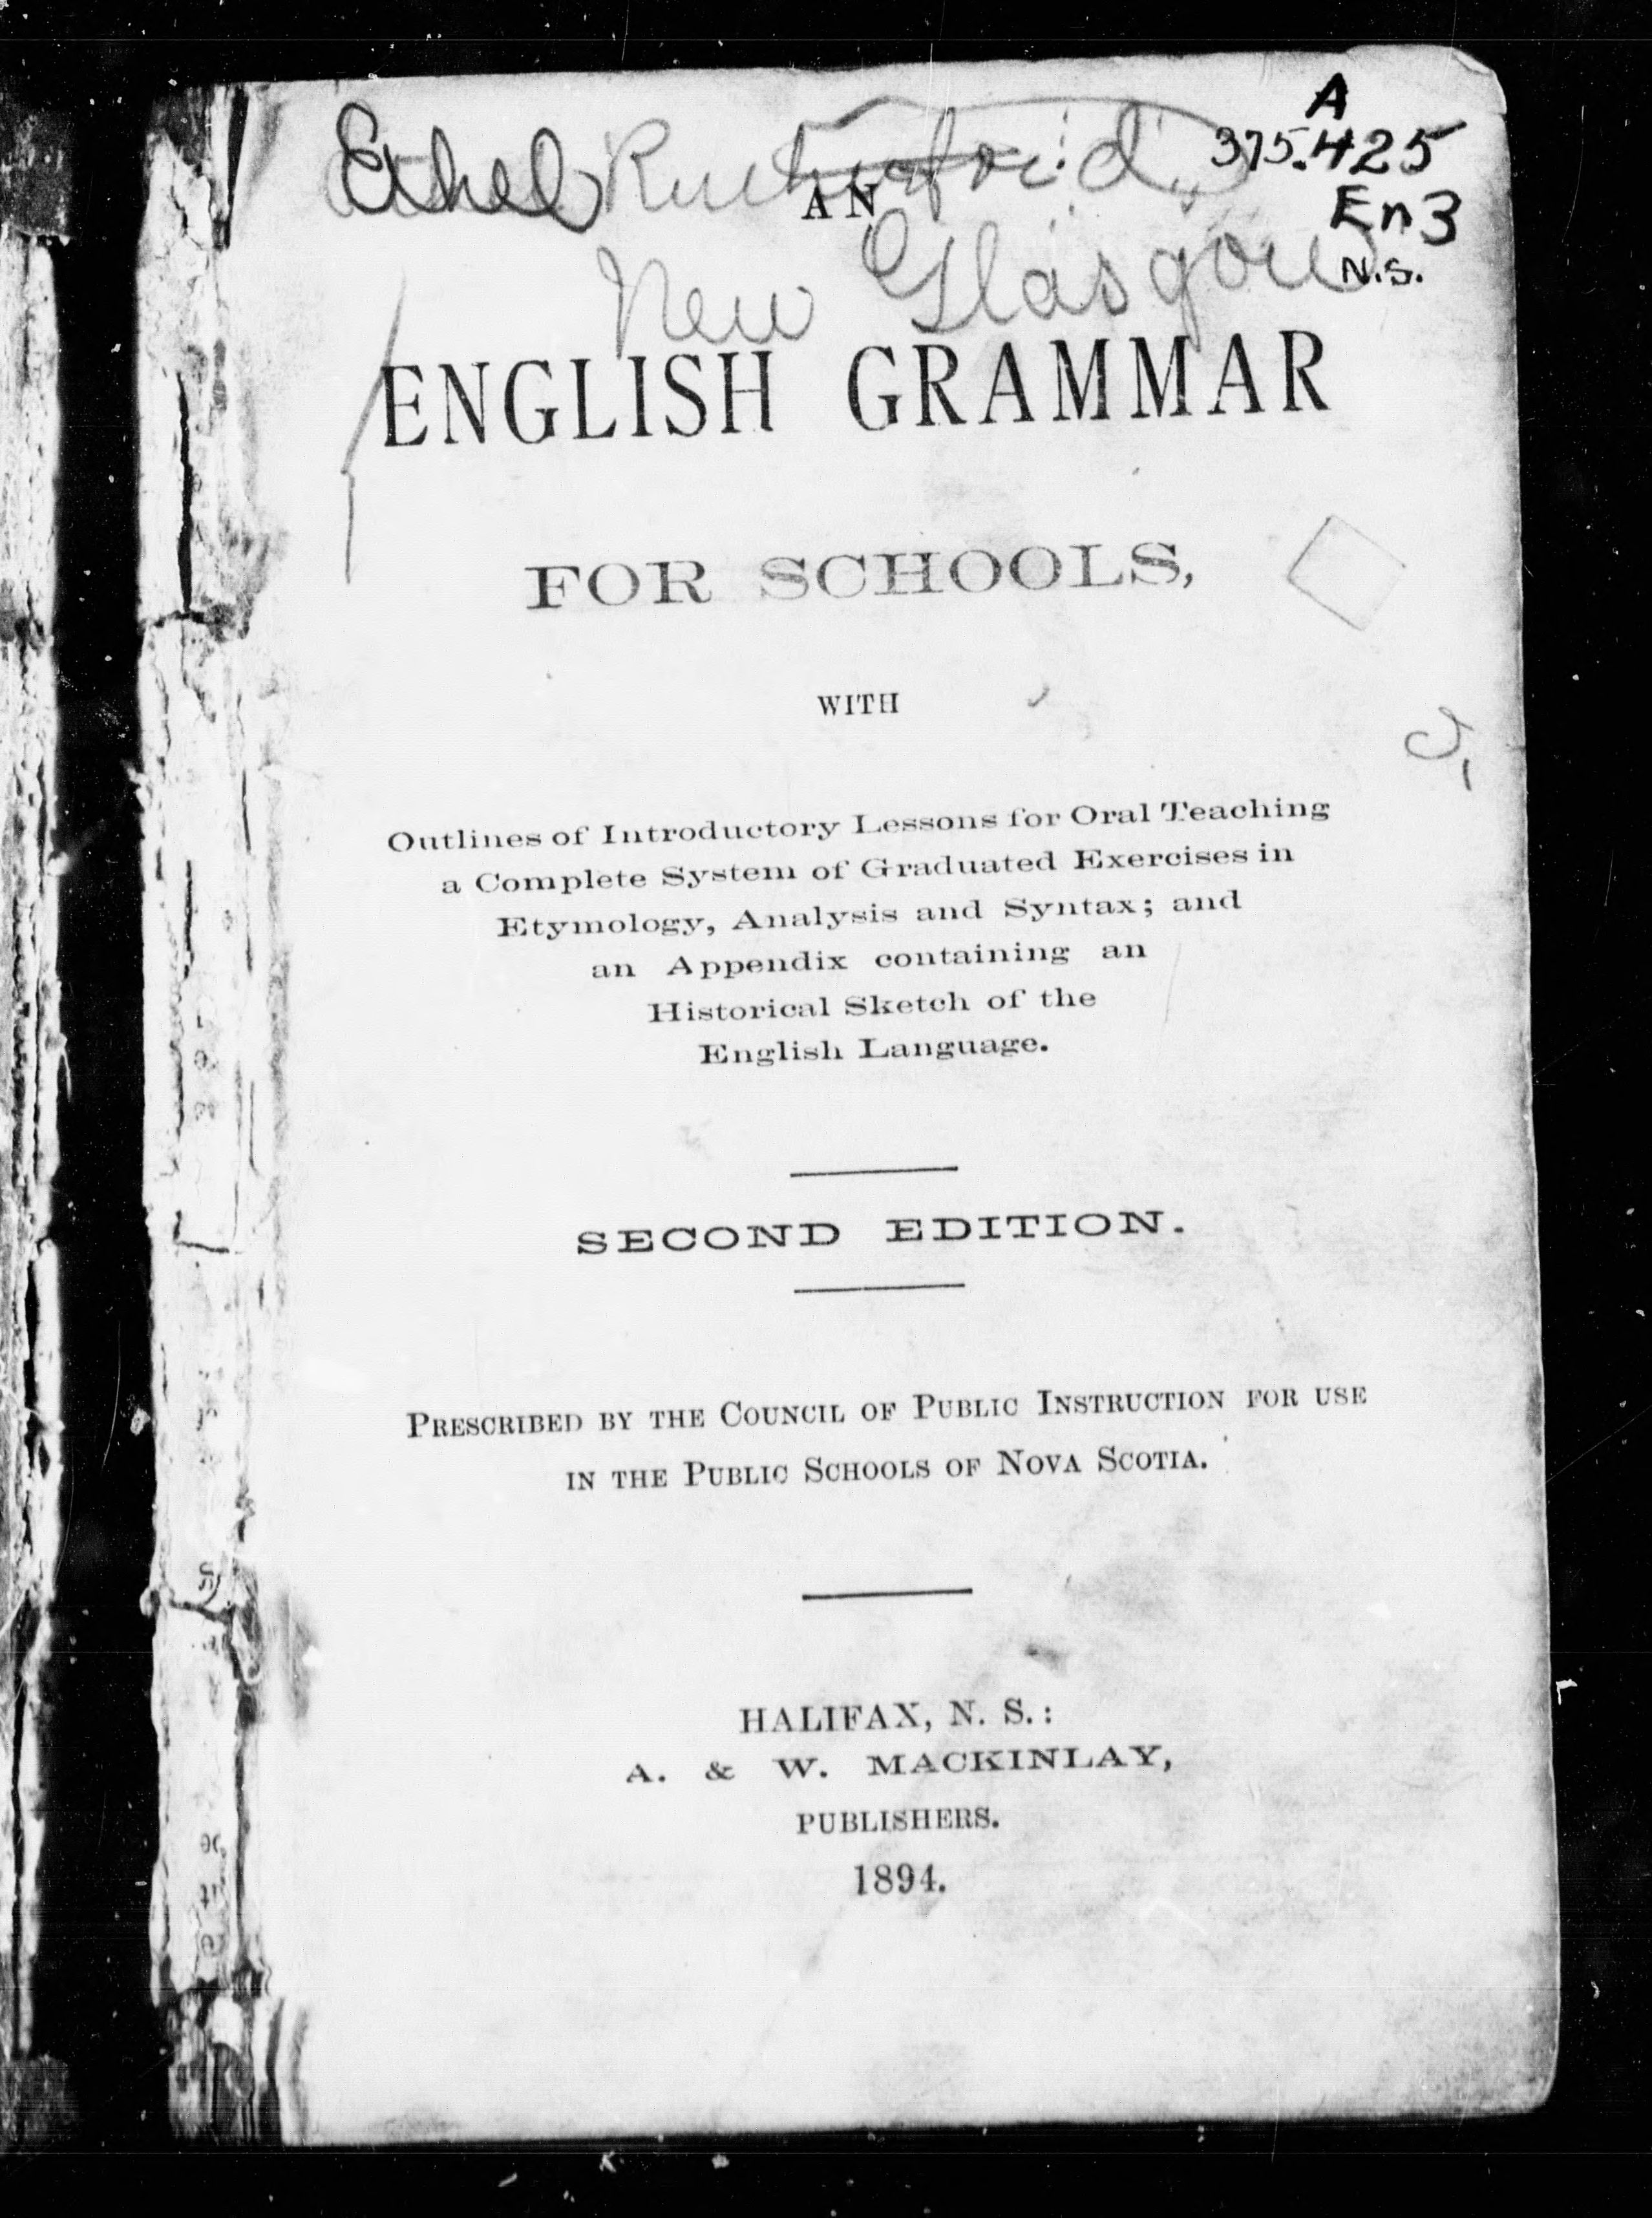 A
375.425
En3
N.S.
Ethel Rutherford
AN
New Glasgow
ENGLISH GRAMMAR
FOR SCHOOLS,
WITH
Outlines of Introductory Lessons for Oral Teaching
a Complete System of Graduated Exercises in
Etymology, Analysis and Syntax; and
an Appendix containing an
Historical Sketch of the
English Language.
SECOND EDITION.
PRESCRIBED BY THE COUNCIL OF PUBLIC INSTRUCTION FOR USE
IN THE PUBLIC SCHOOLS OF NOVA SCOTIA.
HALIFAX, N. S.:
A. & W. MACKINLAY,
PUBLISHERS.
1894.